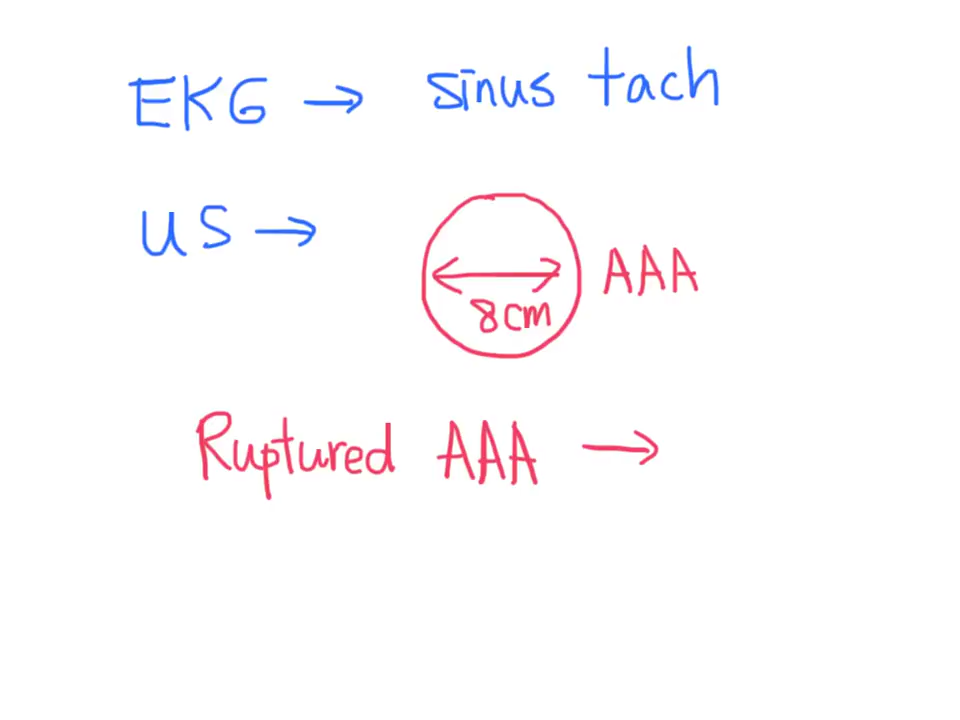 EKG → sinus tach
US → 8cm AAA
Ruptured AAA →